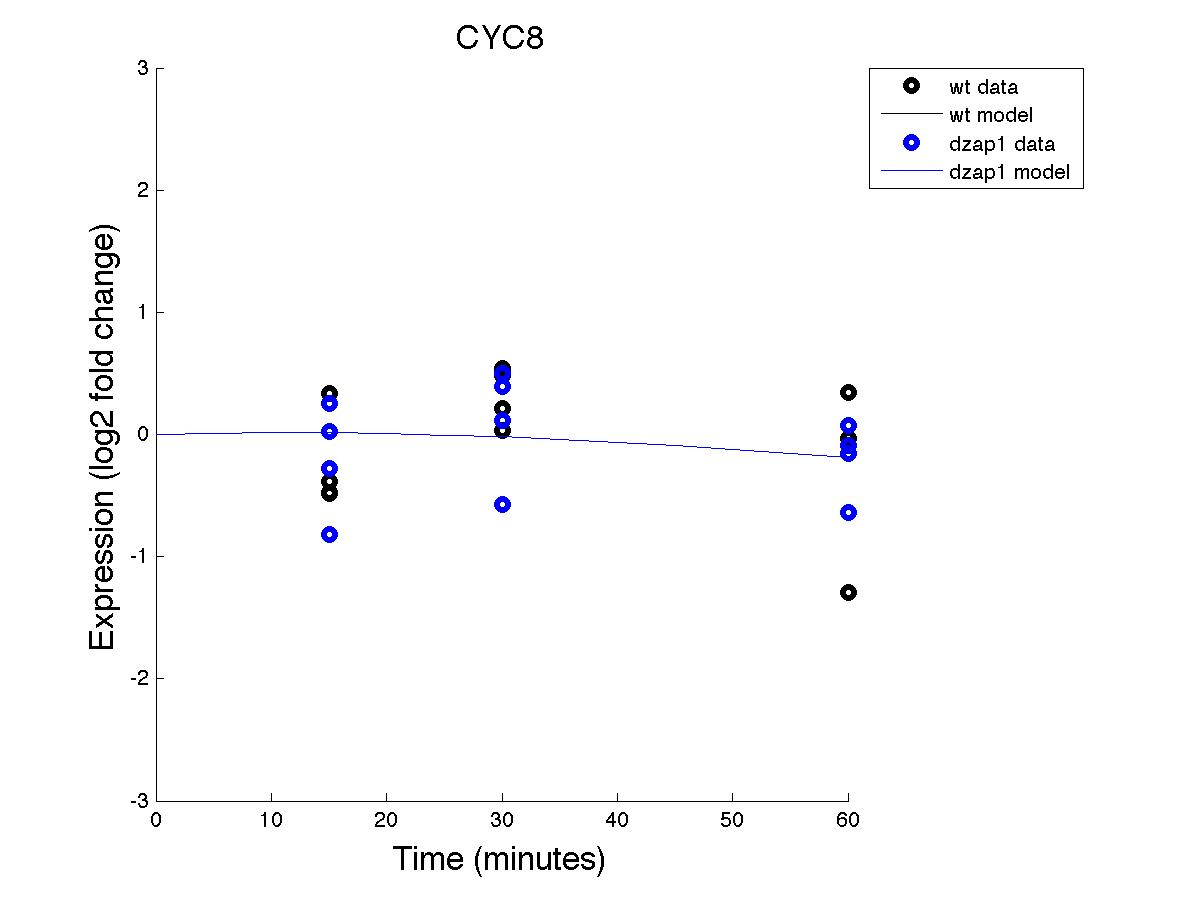 CYC8
wt data
wt model
dzap1 data
dzap1 model
Expression (log2 fold change)
3
2
1
0
-1
-2
-3
0 10 20 30 40 50 60
Time (minutes)